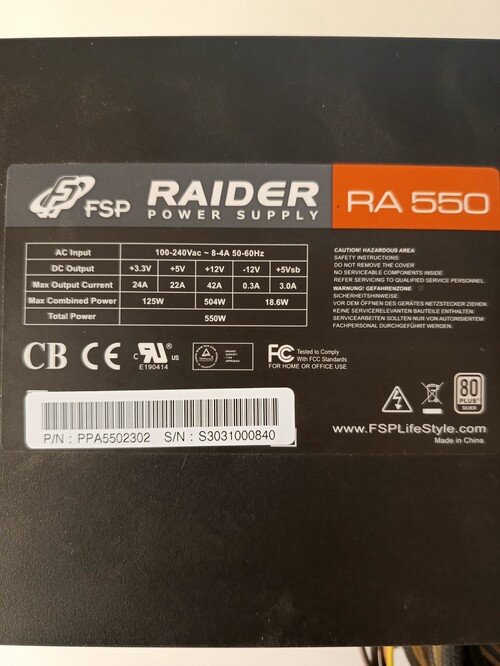 FSP RAIDER RA 550
POWER SUPPLY
AC Input 100-240Vac ~ 8-4A 50-60Hz
DC Output +3.3V +5V +12V -12V +5Vsb
Max Output Current 24A 22A 42A 0.3A 3.0A
Max Combined Power 125W 504W 18.6W
Total Power 550W
CAUTION! HAZARDOUS AREA
SAFETY INSTRUCTIONS:
DO NOT REMOVE THE COVER
NO SERVICEABLE COMPONENTS INSIDE:
REFER SERVICING TO QUALIFIED SERVICE PERSONNEL.
WARNUNG! GEFAHRENZONE
SICHERHEITSHINWEISE:
VOR DEM ÖFFNEN DES GERÄTES NETZSTECKER ZIEHEN.
KEINE SERVICERELEVANTEN BAUTEILE ENTHALTEN.
SERVICEARBEITEN SOLLTEN NUR VON AUTORISIERTEM
FACHPERSONAL DURCHGEFÜHRT WERDEN.
CB CE c RU US
E190414
FC Tested to Comply
With FCC Standards
FOR HOME OR OFFICE USE
80
PLUS
SILVER
P/N : PPA5502302 S/N : S3031000840
www.FSPLifeStyle.com
Made in China.